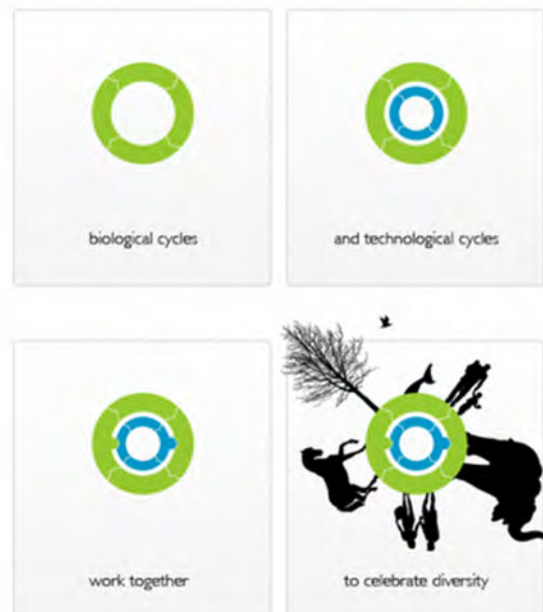 biological cycles
and technological cycles
work together
to celebrate diversity